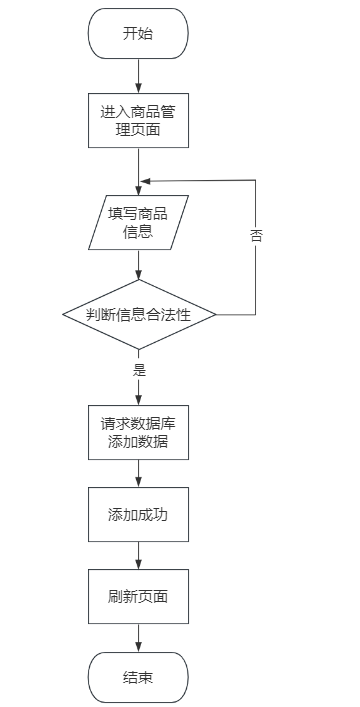 开始
进入商品管
理页面
填写商品
信息
否
判断信息合法性
是
请求数据库
添加数据
添加成功
刷新页面
结束